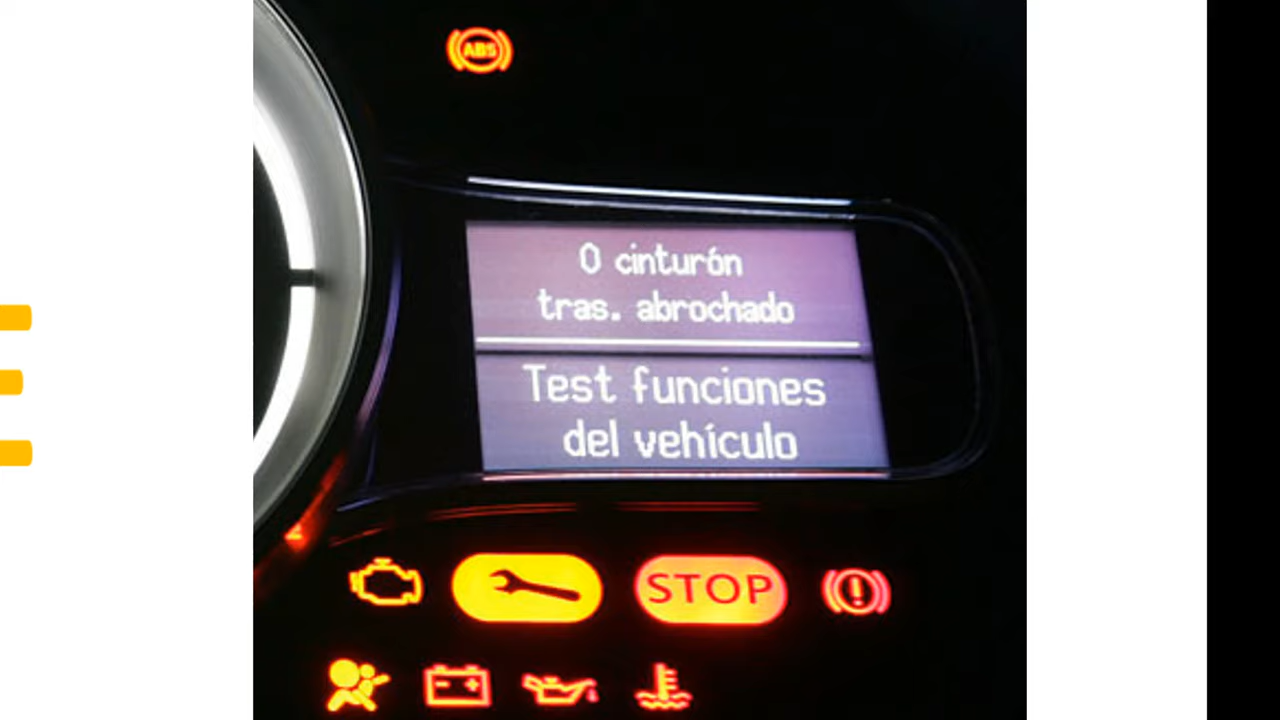 ABS
0 cinturón
tras. abrochado
Test funciones
del vehículo
STOP